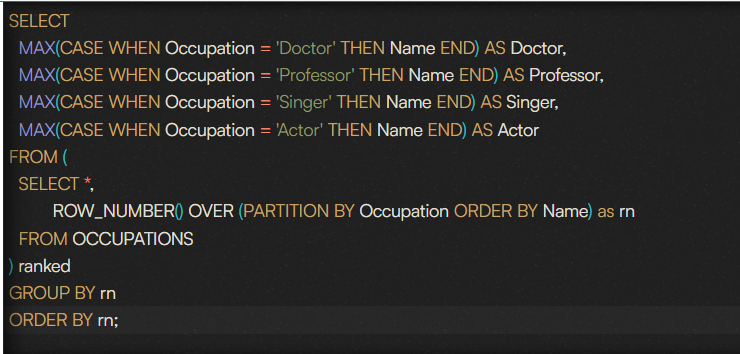 SELECT
MAX(CASE WHEN Occupation = 'Doctor' THEN Name END) AS Doctor,
MAX(CASE WHEN Occupation = 'Professor' THEN Name END) AS Professor,
MAX(CASE WHEN Occupation = 'Singer' THEN Name END) AS Singer,
MAX(CASE WHEN Occupation = 'Actor' THEN Name END) AS Actor
FROM (
SELECT *,
ROW_NUMBER() OVER (PARTITION BY Occupation ORDER BY Name) as rn
FROM OCCUPATIONS
) ranked
GROUP BY rn
ORDER BY rn;